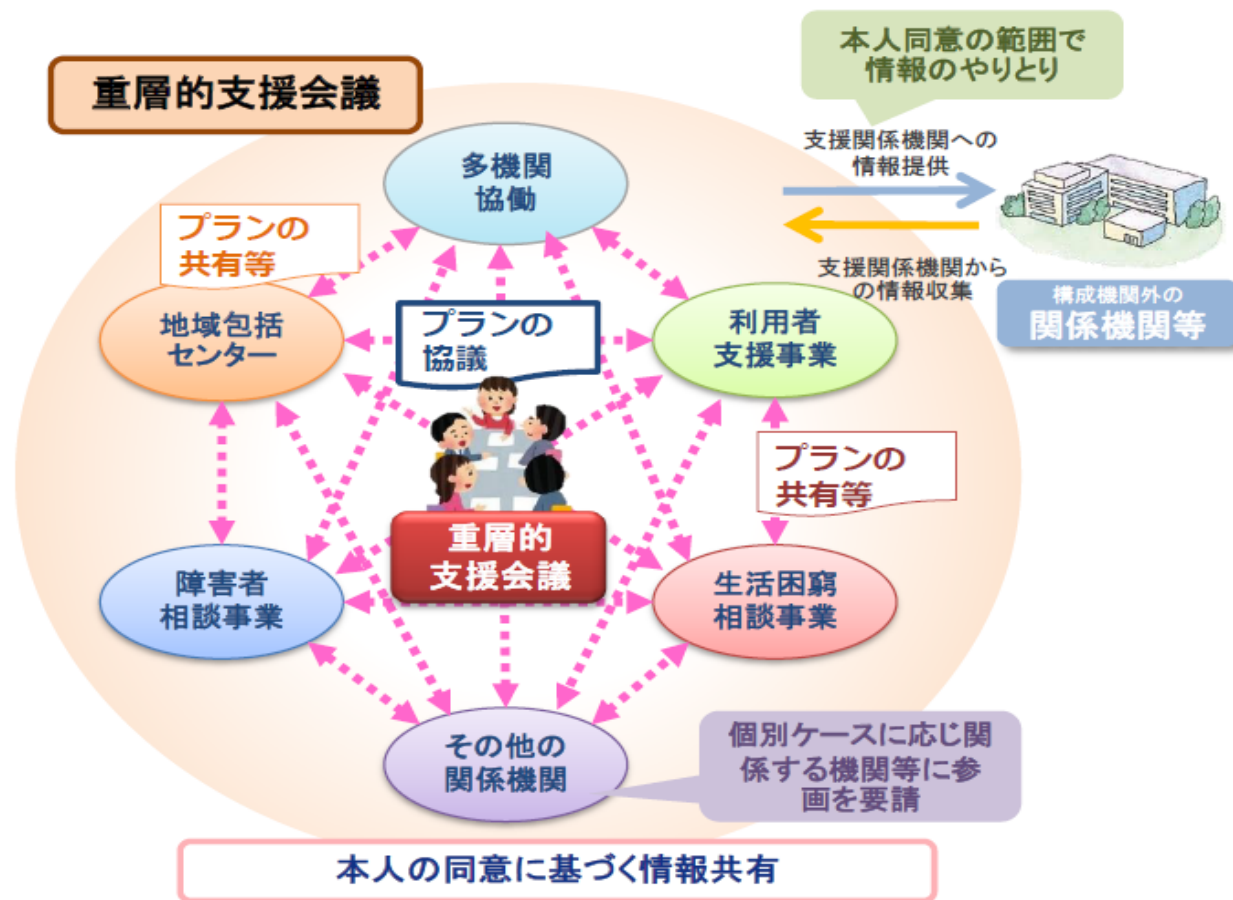 重層的支援会議
本人同意の範囲で
情報のやりとり
支援関係機関への
情報提供
支援関係機関から
の情報収集
構成機関外の
関係機関等
多機関
協働
プランの
共有等
地域包括
センター
プランの
協議
利用者
支援事業
プランの
共有等
重層的
支援会議
障害者
相談事業
生活困窮
相談事業
その他の
関係機関
個別ケースに応じ関
係する機関等に参
画を要請
本人の同意に基づく情報共有